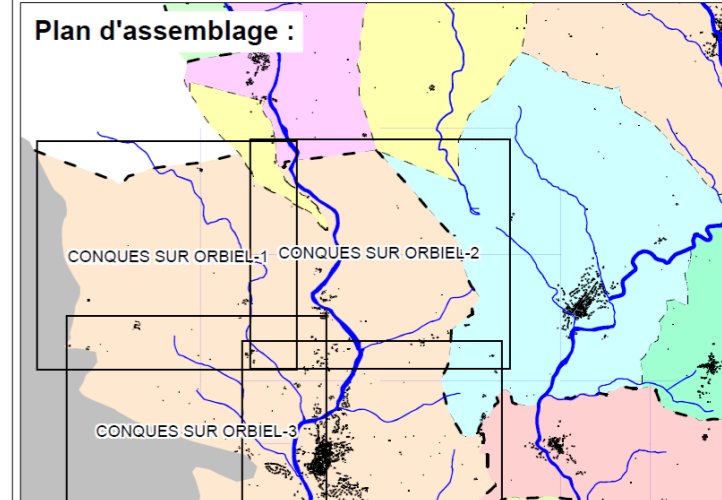 Plan d'assemblage :
CONQUES SUR ORBIEL-1
CONQUES SUR ORBIEL-2
CONQUES SUR ORBIEL-3